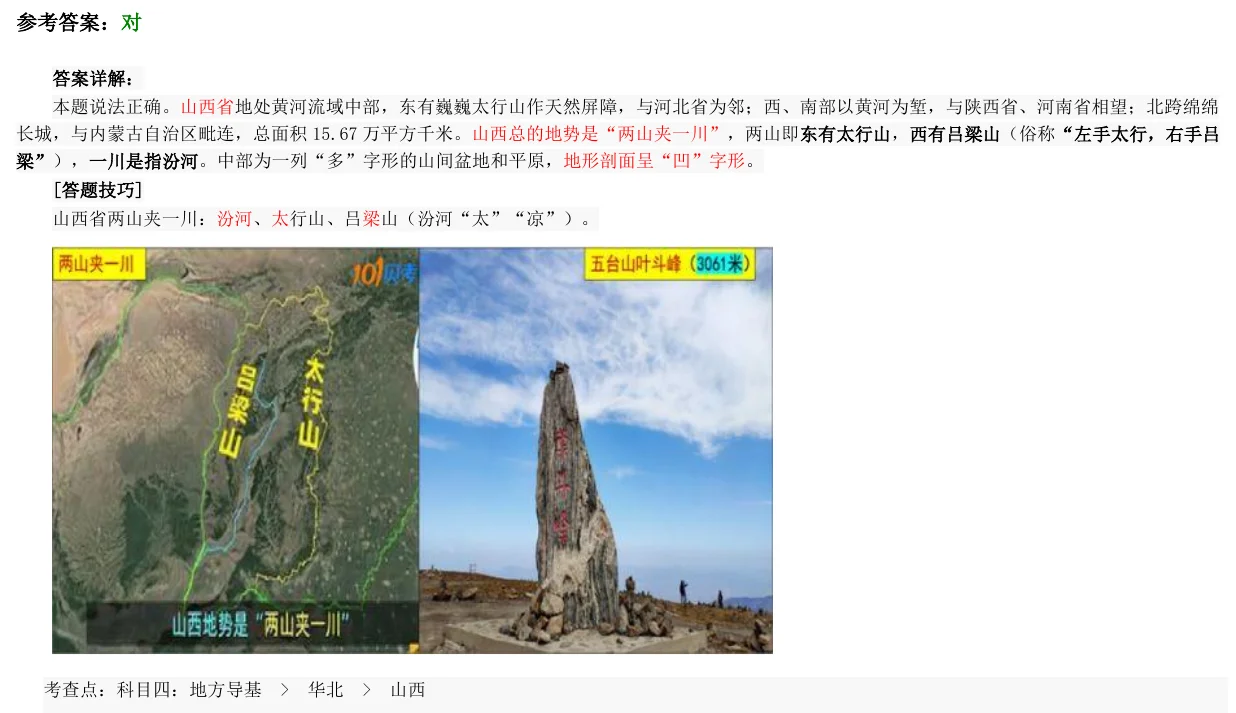 参考答案：对
答案详解：
本题说法正确。山西省地处黄河流域中部，东有巍巍太行山作天然屏障，与河北省为邻；西、南部以黄河为堑，与陕西省、河南省相望；北跨绵绵
长城，与内蒙古自治区毗连，总面积 15.67 万平方千米。山西总的地势是“两山夹一川”，两山即东有太行山，西有吕梁山（俗称“左手太行，右手吕
梁”），一川是指汾河。中部为一列“多”字形的山间盆地和平原，地形剖面呈“凹”字形。
[答题技巧]
山西省两山夹一川：汾河、太行山、吕梁山（汾河“太”“凉”）。
两山夹一川
101贝考
吕梁山
太行山
山西地势是“两山夹一川”
五台山叶斗峰（3061米）
葉斗峰
考查点：科目四：地方导基 > 华北 > 山西